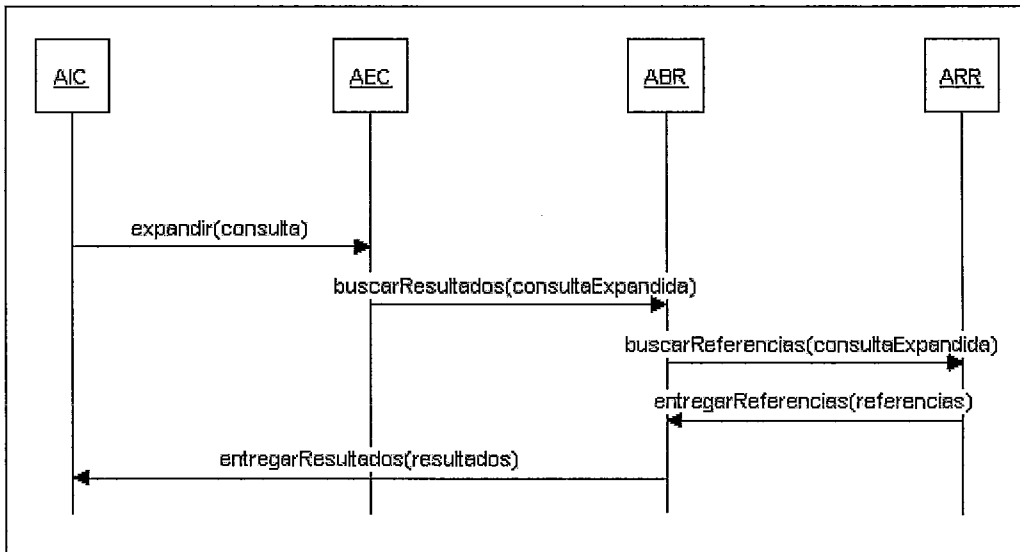 AIC
AEC
ABR
ARR
expandir(consulta)
buscarResultados(consultaExpandida)
buscarReferencias(consultaExpandida)
entregarReferencias(referencias)
entregarResultados(resultados)